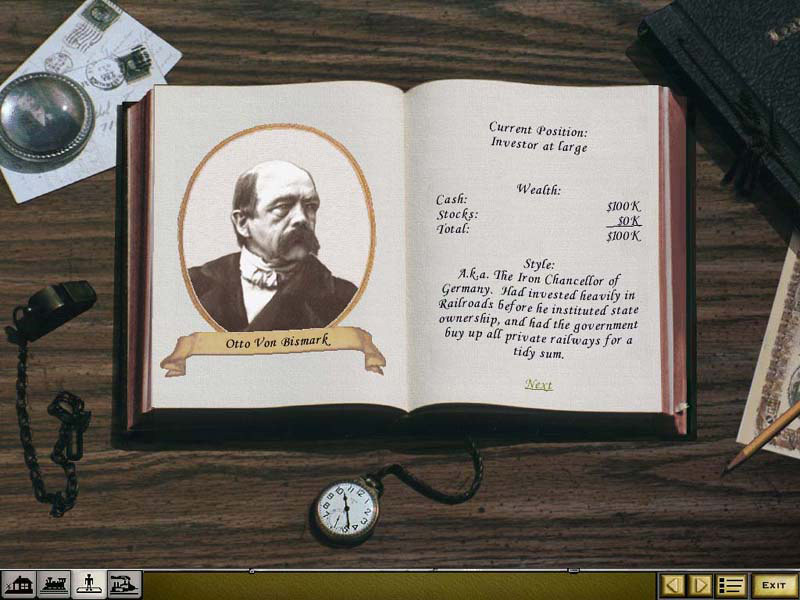 Otto Von Bismark
Current Position:
Investor at large
Wealth:
Cash: $100K
Stocks: $0K
Total: $100K
Style:
A.k.a. The Iron Chancellor of
Germany. Had invested heavily in
Railroads before he instituted state
ownership, and had the government
buy up all private railways for a
tidy sum.
Next
EXIT